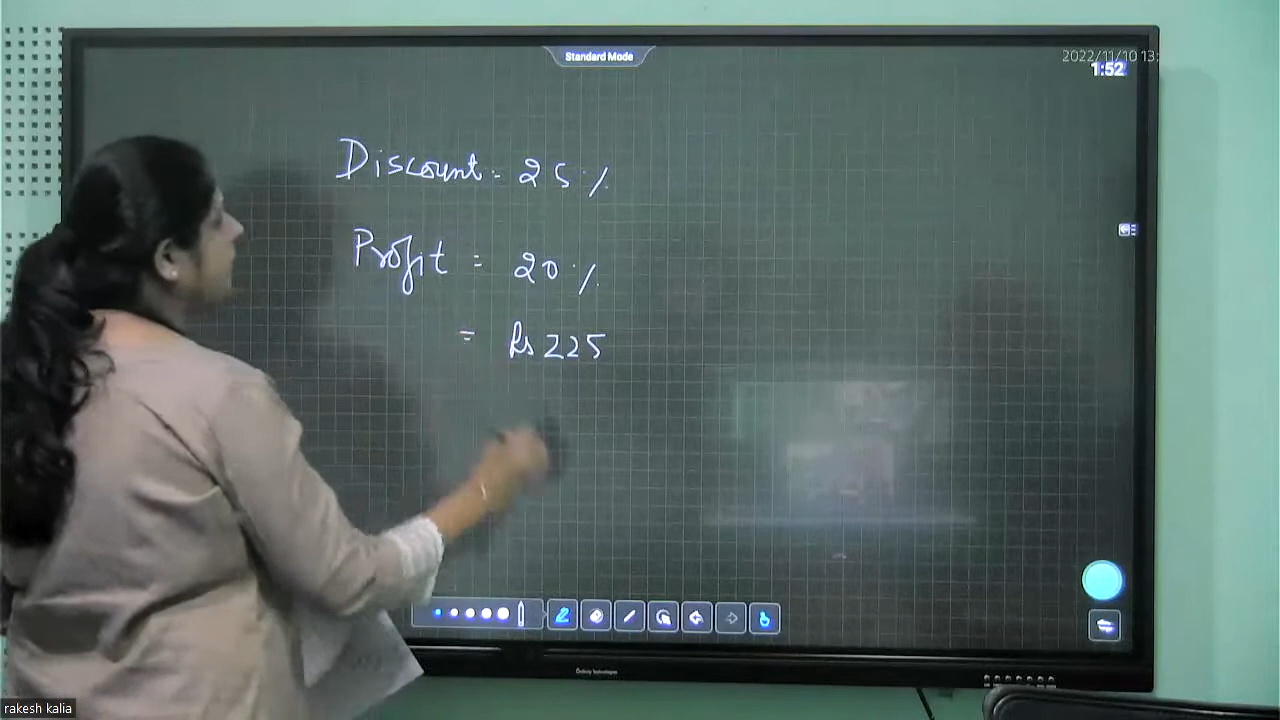 Standard Mode
2022/11/10 13:
1:52
Discount = 25 %
Profit = 20 %
= Rs 225
rakesh kalia